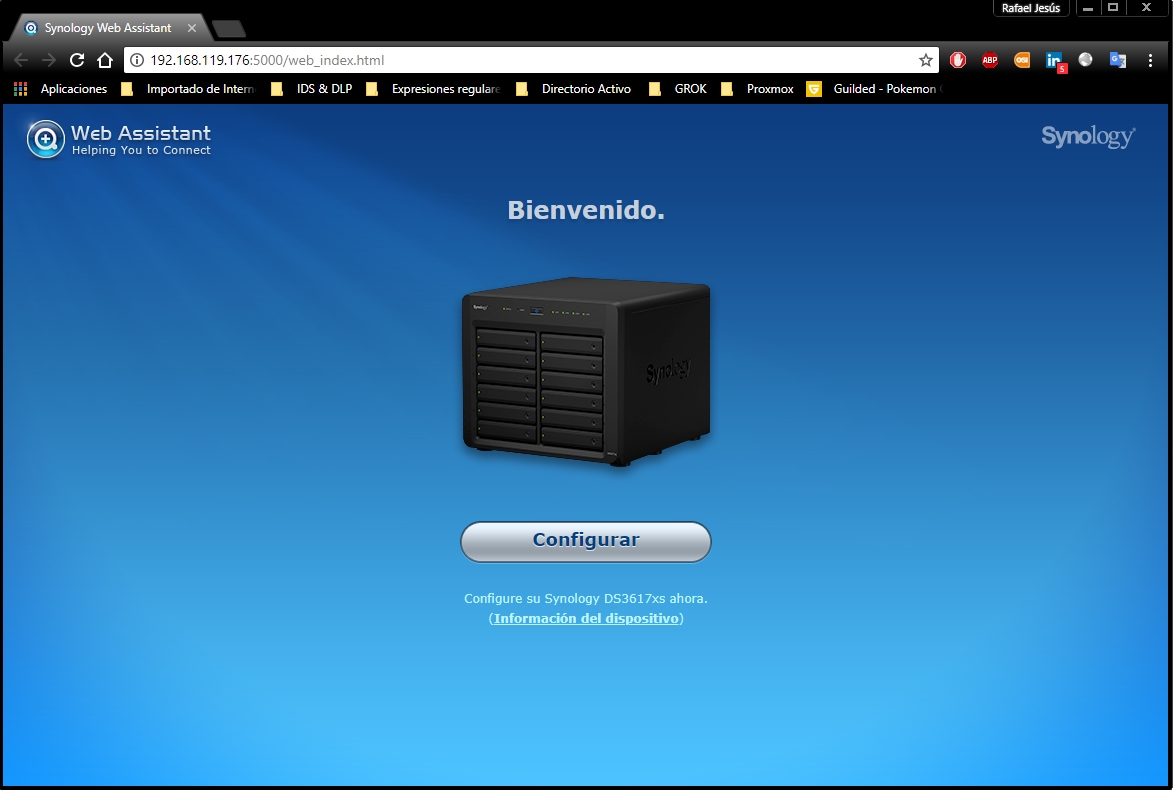 Rafael Jesús
Synology Web Assistant
192.168.119.176:5000/web_index.html
ABP
OSI
in
5
Aplicaciones
Importado de Intern
IDS & DLP
Expresiones regulare
Directorio Activo
GROK
Proxmox
Guilded - Pokemon
Web Assistant
Helping You to Connect
Synology
Bienvenido.
Synology
Synology
Configurar
Configure su Synology DS3617xs ahora.
(Información del dispositivo)